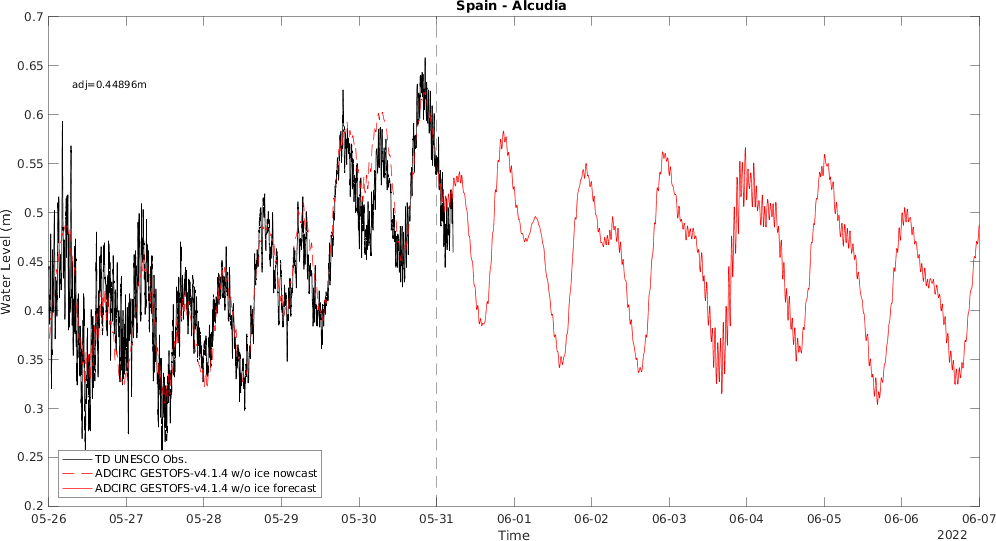 Spain - Alcudia
0.7
0.65
adj=0.44896m
0.6
0.55
0.5
0.45
0.4
0.35
0.3
0.25
0.2
Water Level (m)
TD UNESCO Obs.
ADCIRC GESTOFS-v4.1.4 w/o ice nowcast
ADCIRC GESTOFS-v4.1.4 w/o ice forecast
05-26 05-27 05-28 05-29 05-30 05-31 06-01 06-02 06-03 06-04 06-05 06-06 06-07
Time
2022